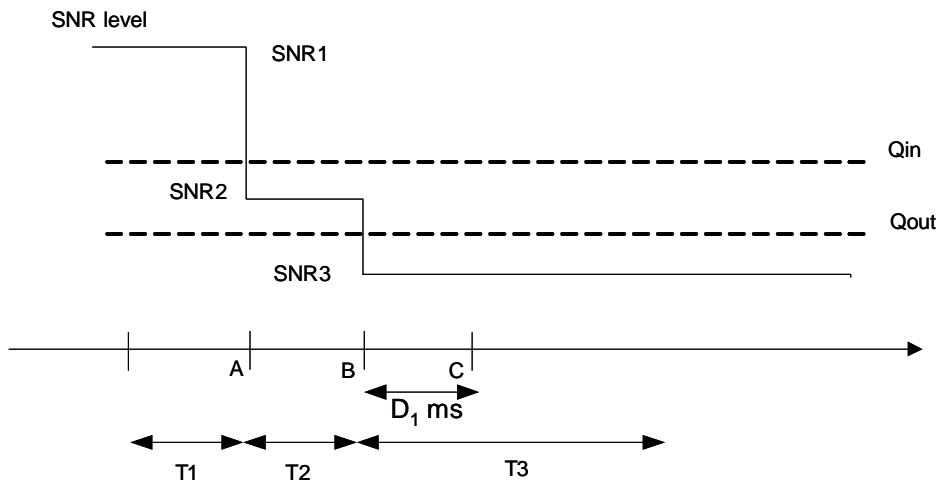 SNR level
SNR1
Qin
SNR2
Qout
SNR3
A
B
C
D₁ ms
T1
T2
T3